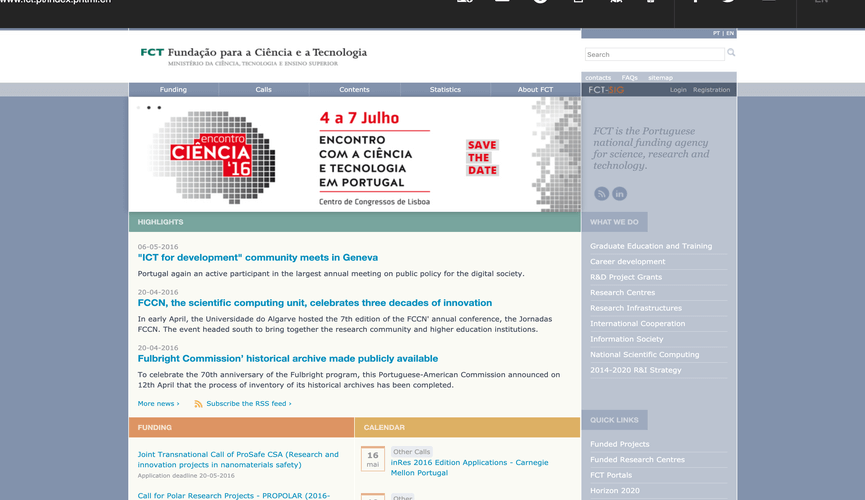 www.fct.pt/index.phtml.en
EN
PT | EN
FCT Fundação para a Ciência e a Tecnologia
MINISTÉRIO DA CIÊNCIA, TECNOLOGIA E ENSINO SUPERIOR
Search
contacts FAQs sitemap
Funding Calls Contents Statistics About FCT
FCT-SIG Login Registration
encontro
CIÊNCIA
'16
4 a 7 Julho
ENCONTRO
COM A CIÊNCIA
E TECNOLOGIA
EM PORTUGAL
Centro de Congressos de Lisboa
SAVE
THE
DATE
FCT is the Portuguese
national funding agency
for science, research and
technology.
in
HIGHLIGHTS
06-05-2016
"ICT for development" community meets in Geneva
Portugal again an active participant in the largest annual meeting on public policy for the digital society.
20-04-2016
FCCN, the scientific computing unit, celebrates three decades of innovation
In early April, the Universidade do Algarve hosted the 7th edition of the FCCN' annual conference, the Jornadas
FCCN. The event headed south to bring together the research community and higher education institutions.
20-04-2016
Fulbright Commission' historical archive made publicly available
To celebrate the 70th anniversary of the Fulbright program, this Portuguese-American Commission announced on
12th April that the process of inventory of its historical archives has been completed.
More news › Subscribe the RSS feed ›
WHAT WE DO
Graduate Education and Training
Career development
R&D Project Grants
Research Centres
Research Infrastructures
International Cooperation
Information Society
National Scientific Computing
2014-2020 R&I Strategy
QUICK LINKS
Funded Projects
Funded Research Centres
FCT Portals
Horizon 2020
FUNDING
Joint Transnational Call of ProSafe CSA (Research and
innovation projects in nanomaterials safety)
Application deadline 20-05-2016
Call for Polar Research Projects - PROPOLAR (2016-
CALENDAR
16
mai
Other Calls
inRes 2016 Edition Applications - Carnegie
Mellon Portugal
Other